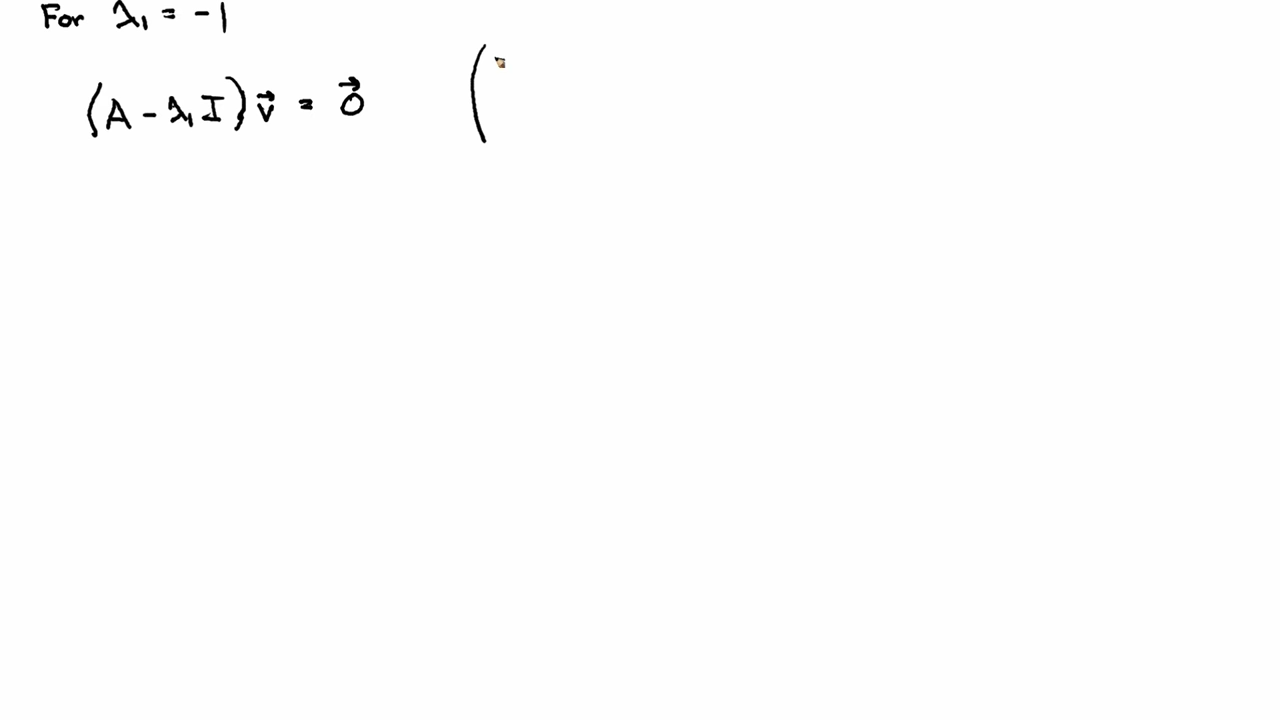 For λ₁ = -1
(A - λ₁I)v⃗ = 0⃗ (